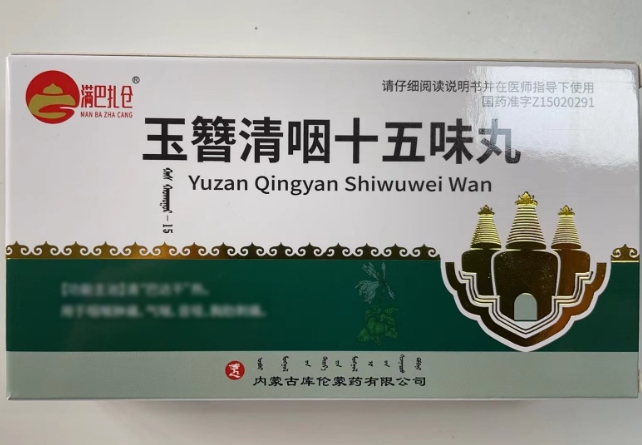 满巴扎仓®
MAN BA ZHA CANG
请仔细阅读说明书并在医师指导下使用
国药准字Z15020291
玉簪清咽十五味丸
Yuzan Qingyan Shiwuwei Wan
-15
内蒙古库伦蒙药有限公司